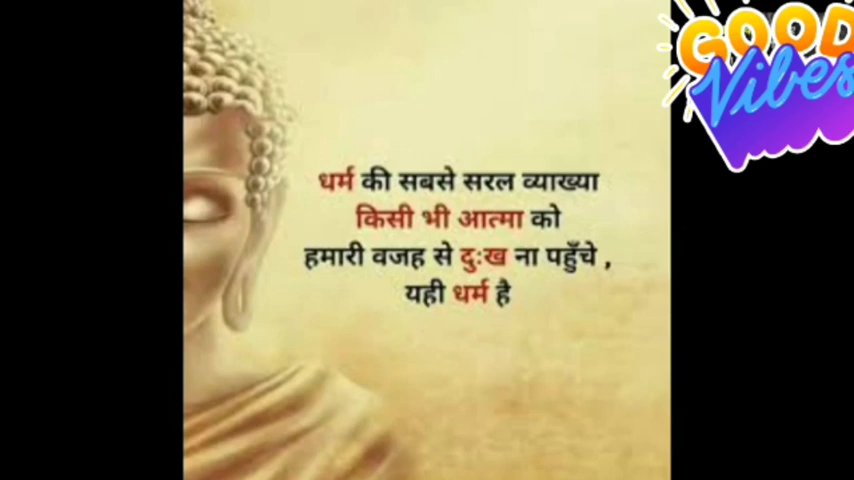 GOOD
Vibes
धर्म की सबसे सरल व्याख्या
किसी भी आत्मा को
हमारी वजह से दुःख ना पहुँचे ,
यही धर्म है